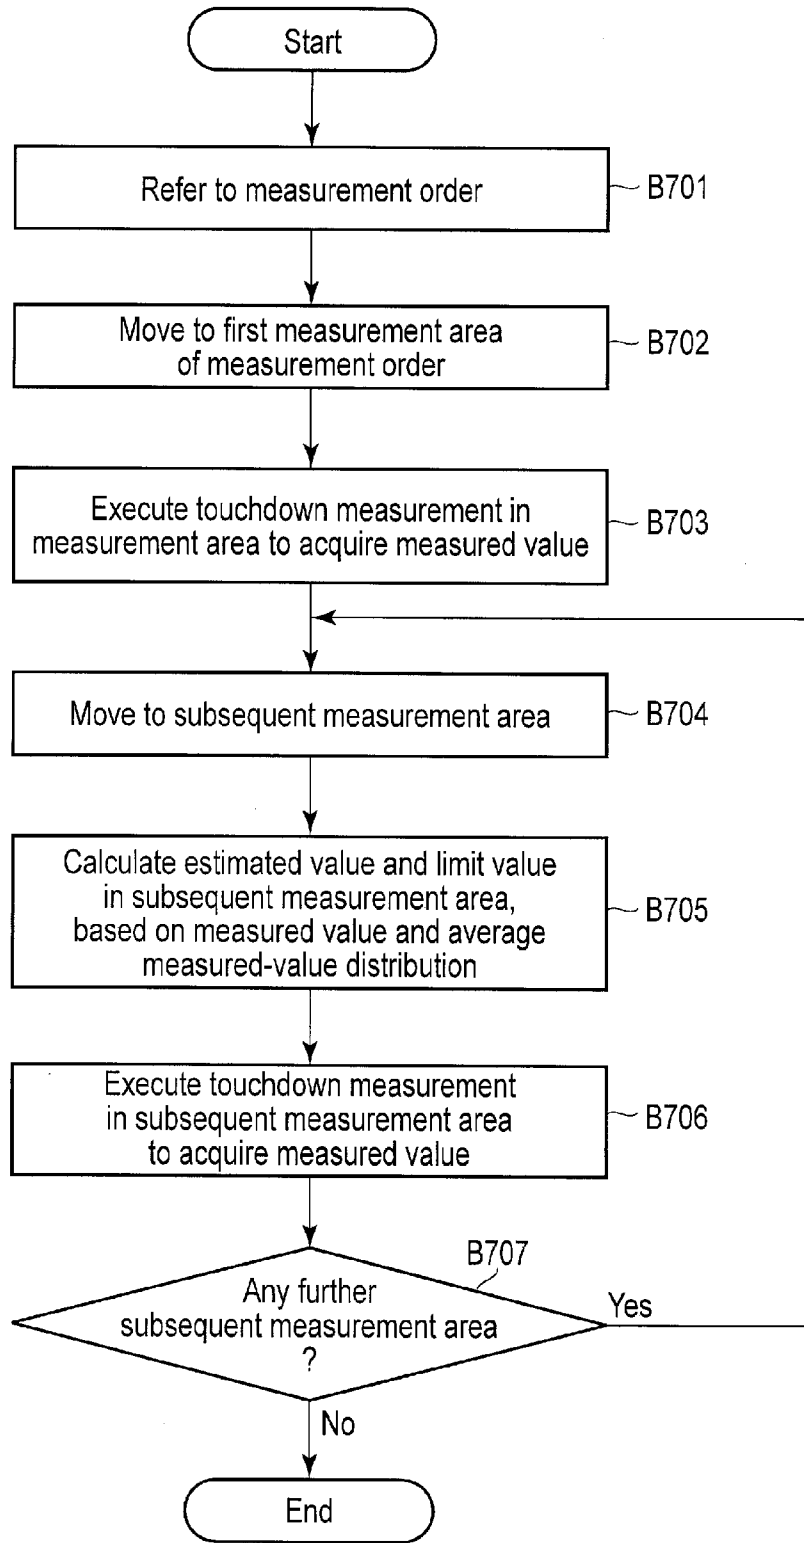 Start
Refer to measurement order
B701
Move to first measurement area
of measurement order
B702
Execute touchdown measurement in
measurement area to acquire measured value
B703
Move to subsequent measurement area
B704
Calculate estimated value and limit value
in subsequent measurement area,
based on measured value and average
measured-value distribution
B705
Execute touchdown measurement
in subsequent measurement area
to acquire measured value
B706
B707
Any further
subsequent measurement area
?
Yes
No
End